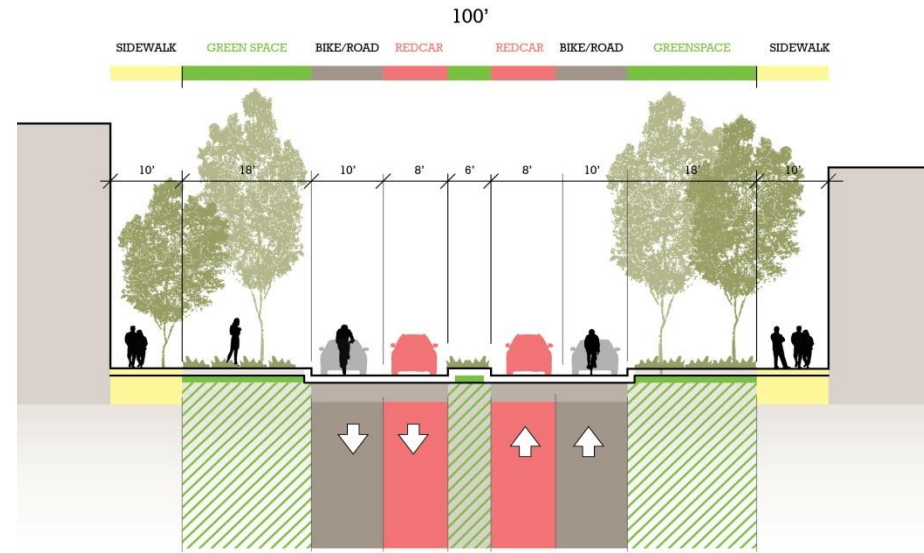 100’
SIDEWALK GREEN SPACE BIKE/ROAD REDCAR REDCAR BIKE/ROAD GREENSPACE SIDEWALK
10’ 18’ 10’ 8’ 6’ 8’ 10’ 18’ 10’